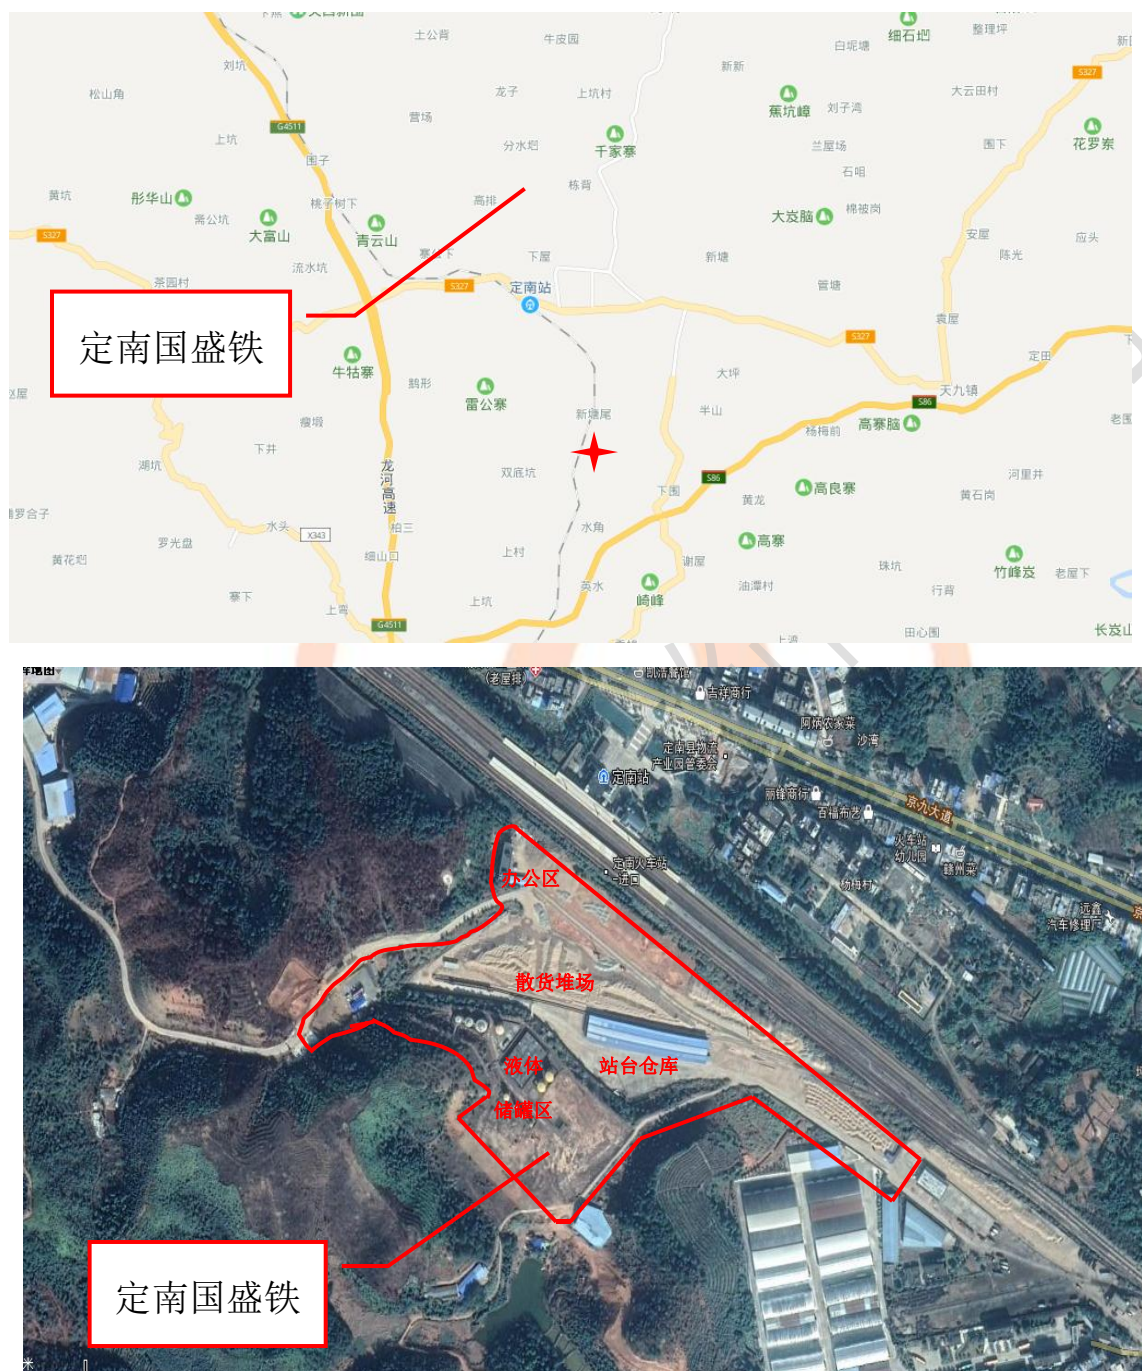 土公背
牛皮园
细石垇
整理坪
白坭塘
刘坑
新新
S327
松山角
龙子
上坑村
蕉坑嶂
刘子湾
大云田村
营场
G4511
上坑
围子
分水垇
千家寨
兰屋场
围下
花罗岽
石咀
栋背
黄坑
彤华山
桃子树下
高排
大岌脑
棉被岗
斋公坑
大富山
青云山
S327
安屋
应头
流水坑
寨公下
下屋
新塘
陈光
茶园村
S327
定南站
管塘
袁屋
定南国盛铁
S327
定田
牛牯寨
鹅形
雷公寨
大坪
天九镇
瘦塅
新塘尾
半山
S86
杨梅前
高寨脑
下井
湖坑
龙河高速
双底坑
S86
下围
黄龙
高良寨
河里井
黄石岗
罗光盘
水头
X343
柏三
水角
高寨
黄花垇
细山口
上村
谢屋
珠坑
竹峰岌
老屋下
寨下
上弯
上坑
英水
崎峰
油潭村
行背
G4511
田心围
长岌山
(老屋排)
吉祥商行
阿炳农家菜
沙湾
定南县物流
产业园管委会
定南站
丽锋商行
百福布艺
京九大道
火车站
幼儿园
赣州菜
定南火车站
-进口
杨梅村
远鑫
汽车修理厂
办公区
散货堆场
液体
站台仓库
储罐区
定南国盛铁
米